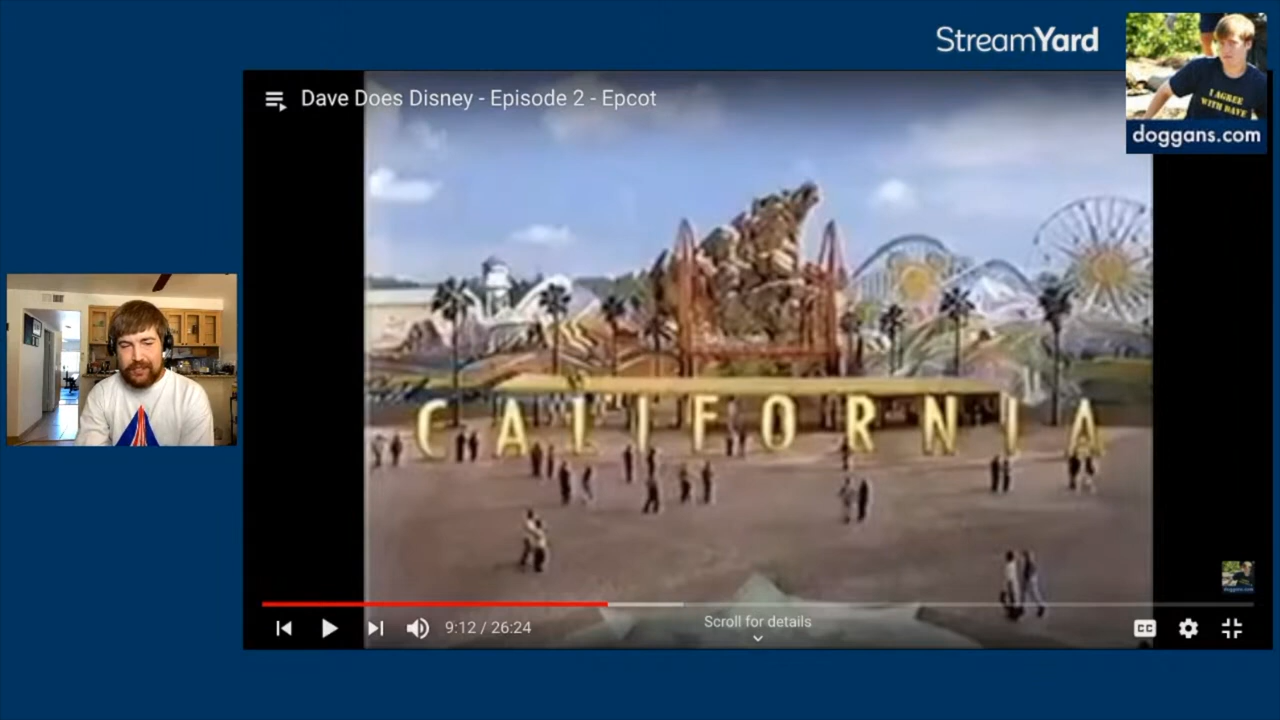 StreamYard
I AGREE
WITH DAVE
doggans.com
Dave Does Disney - Episode 2 - Epcot
CALIFORNIA
9:12 / 26:24
Scroll for details
CC